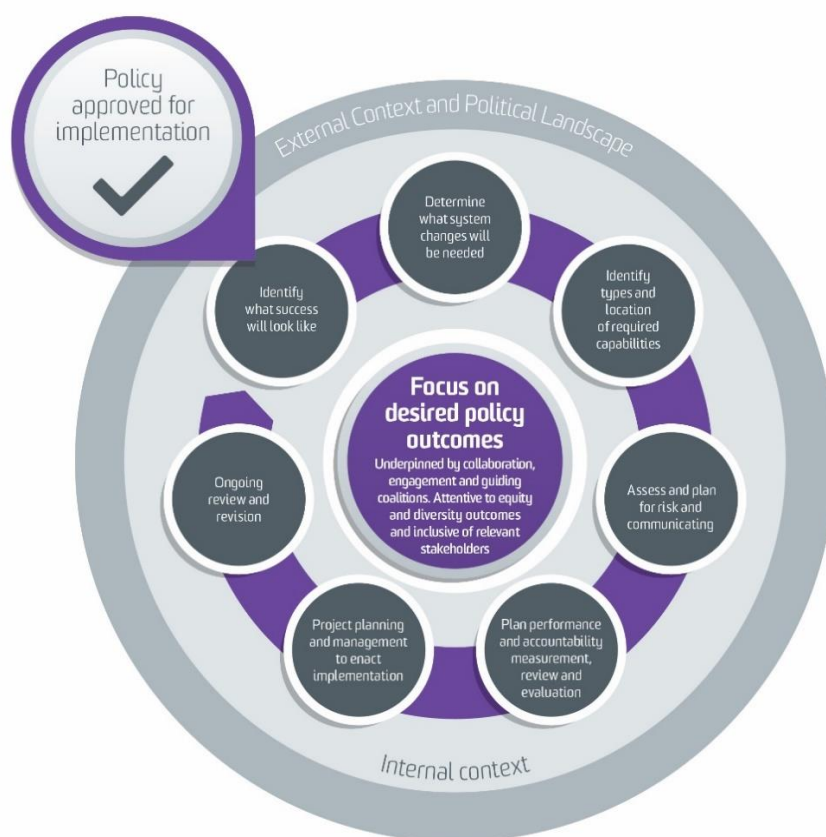 Policy
approved for
implementation
External Context and Political Landscape
Determine
what system
changes will
be needed
Identify
types and
location
of required
capabilities
Assess and plan
for risk and
communicating
Plan performance
and accountability
measurement,
review and
evaluation
Project planning
and management
to enact
implementation
Ongoing
review and
revision
Identify
what success
will look like
Focus on
desired policy
outcomes
Underpinned by collaboration,
engagement and guiding
coalitions. Attentive to equity
and diversity outcomes
and inclusive of relevant
stakeholders
Internal context